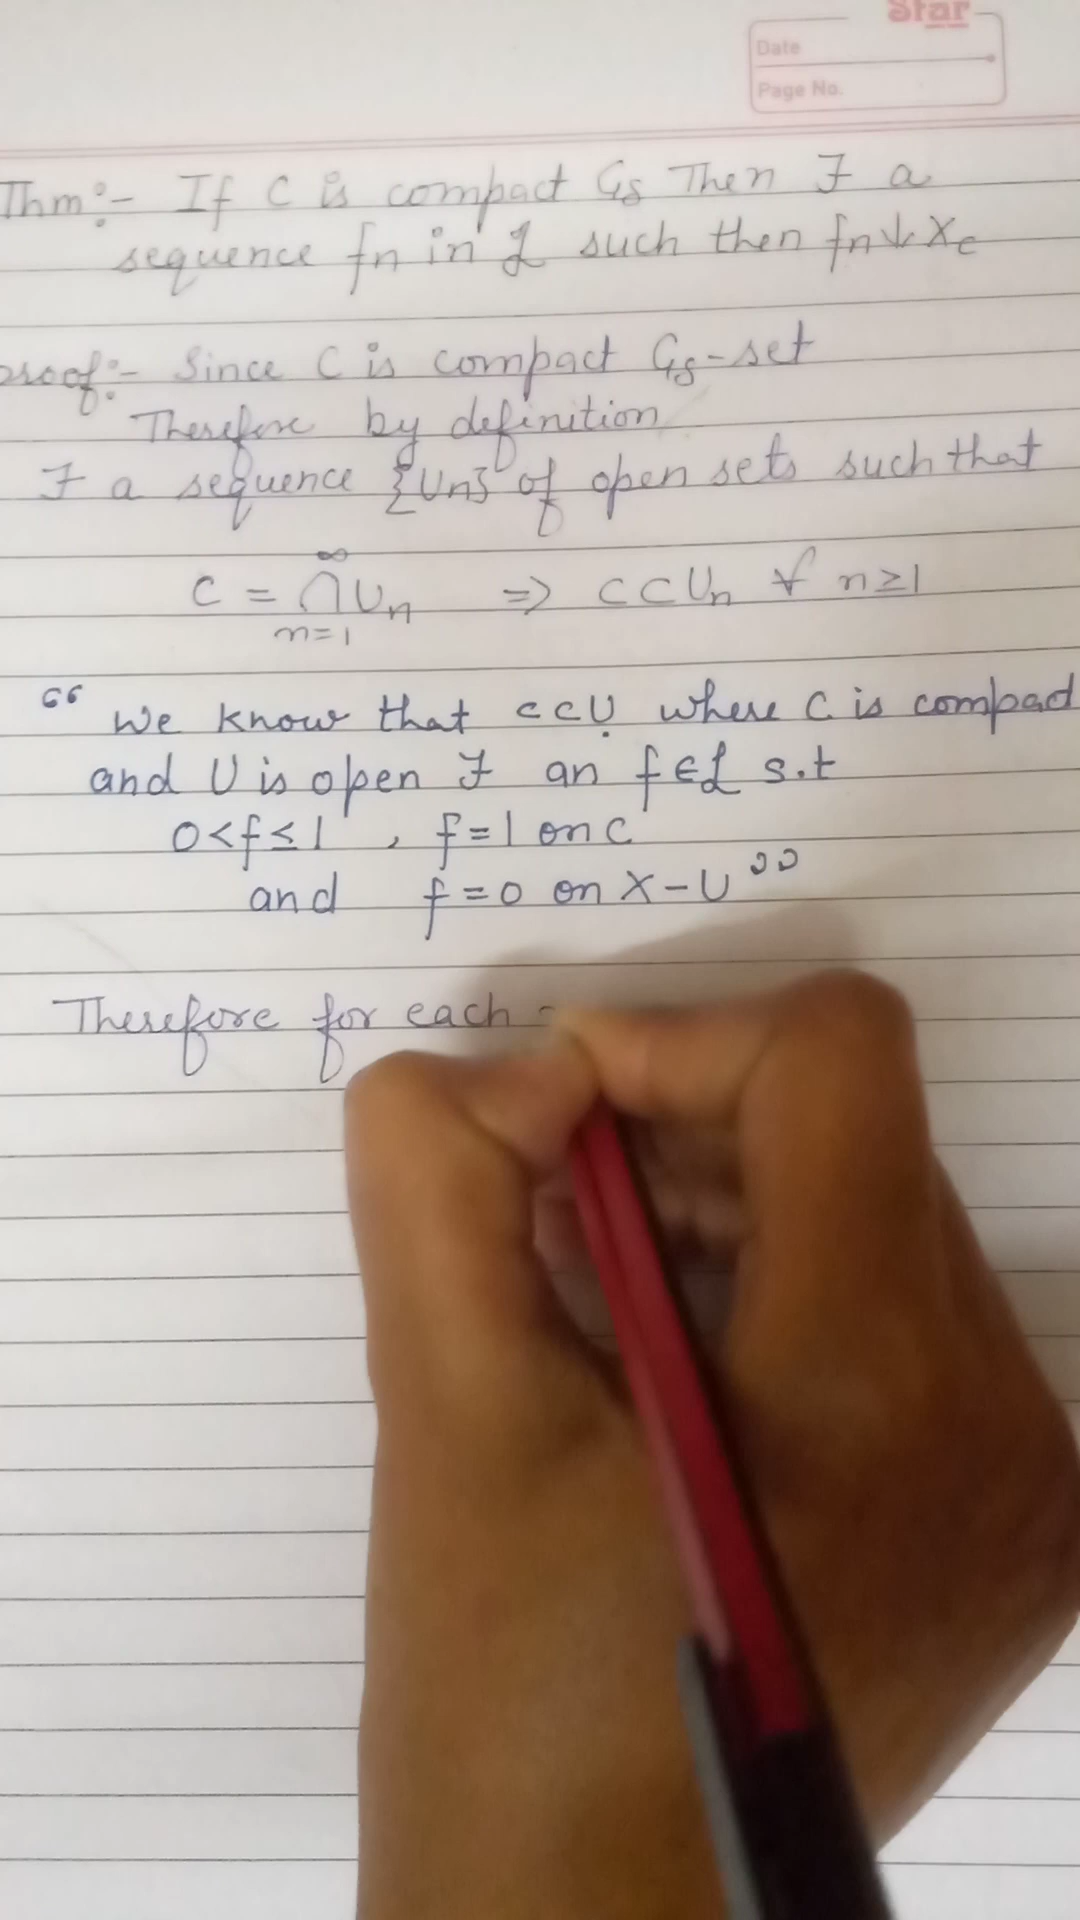 Star
Date
Page No.
Thm:- If C is compact Gδ Then ∃ a
sequence fn in L such then fn↓χc
proof:- Since C is compact Gδ-set
Therefore by definition
∃ a sequence {Un} of open sets such that
C = ∞⋂n=1 Un ⇒ C⊂Un ∀ n≥1
“ We know that C⊂U where C is compact
and U is open ∃ an f∈L s.t
0<f≤1 , f=1 on C
and f=0 on X-U ”
Therefore for each